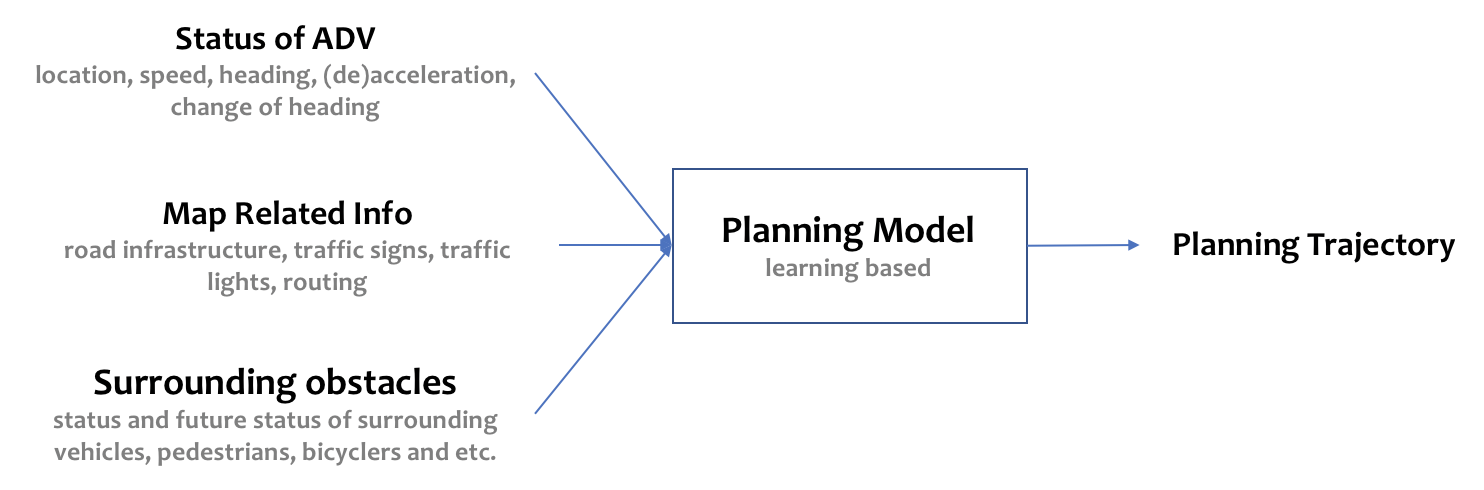 Status of ADV
location, speed, heading, (de)acceleration,
change of heading
Map Related Info
road infrastructure, traffic signs, traffic
lights, routing
Surrounding obstacles
status and future status of surrounding
vehicles, pedestrians, bicyclers and etc.
Planning Model
learning based
Planning Trajectory